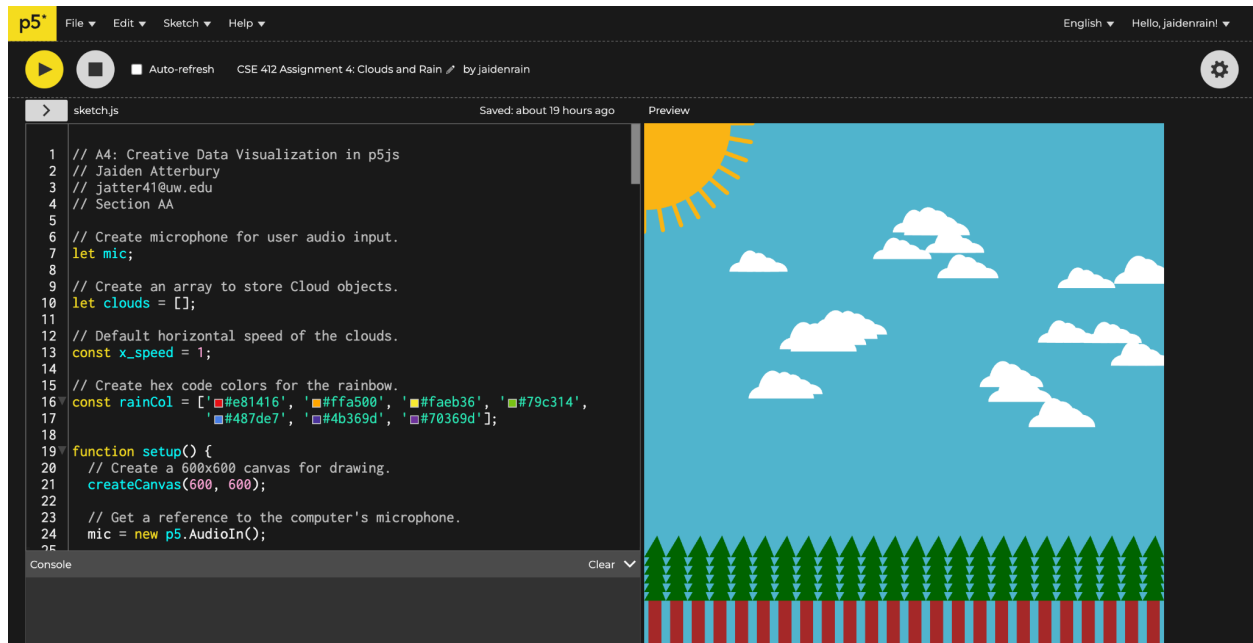 p5* File ▾ Edit ▾ Sketch ▾ Help ▾ English ▾ Hello, jaidenrain! ▾
Auto-refresh CSE 412 Assignment 4: Clouds and Rain by jaidenrain
sketch.js Saved: about 19 hours ago Preview
1 // A4: Creative Data Visualization in p5js
2 // Jaiden Atterbury
3 // jatter41@uw.edu
4 // Section AA
5
6 // Create microphone for user audio input.
7 let mic;
8
9 // Create an array to store Cloud objects.
10 let clouds = [];
11
12 // Default horizontal speed of the clouds.
13 const x_speed = 1;
14
15 // Create hex code colors for the rainbow.
16 const rainCol = ['#e81416', '#ffa500', '#faeb36', '#79c314',
17 '#487de7', '#4b369d', '#70369d'];
18
19 function setup() {
20 // Create a 600x600 canvas for drawing.
21 createCanvas(600, 600);
22
23 // Get a reference to the computer's microphone.
24 mic = new p5.AudioIn();
25
Console Clear